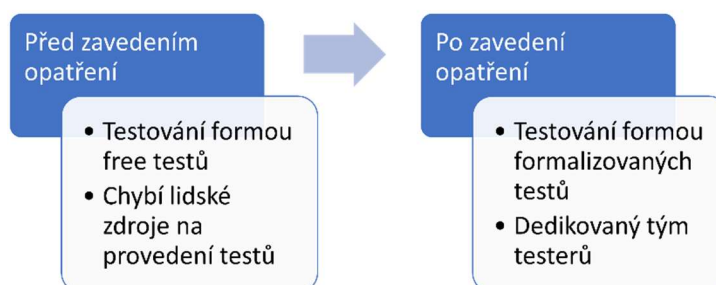 Před zavedením
opatření
• Testování formou
free testů
• Chybí lidské
zdroje na
provedení testů
Po zavedení
opatření
• Testování formou
formalizovaných
testů
• Dedikovaný tým
testerů